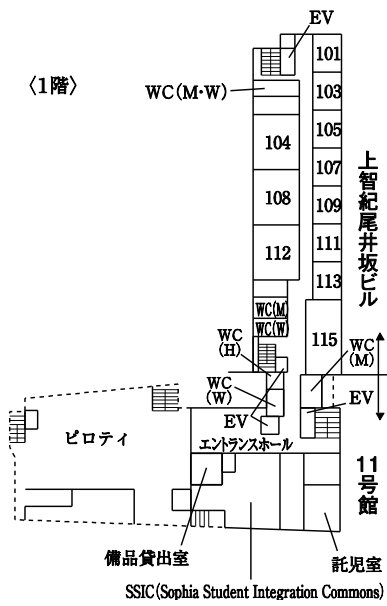 EV
〈1階〉
WC(M・W)
101
103
105
107
109
111
113
115
104
108
112
上智紀尾井坂ビル
WC(M)
WC(W)
WC
(H)
WC
(M)
WC
(W)
EV
EV
エントランスホール
ピロティ
11号館
備品貸出室
託児室
SSIC(Sophia Student Integration Commons)